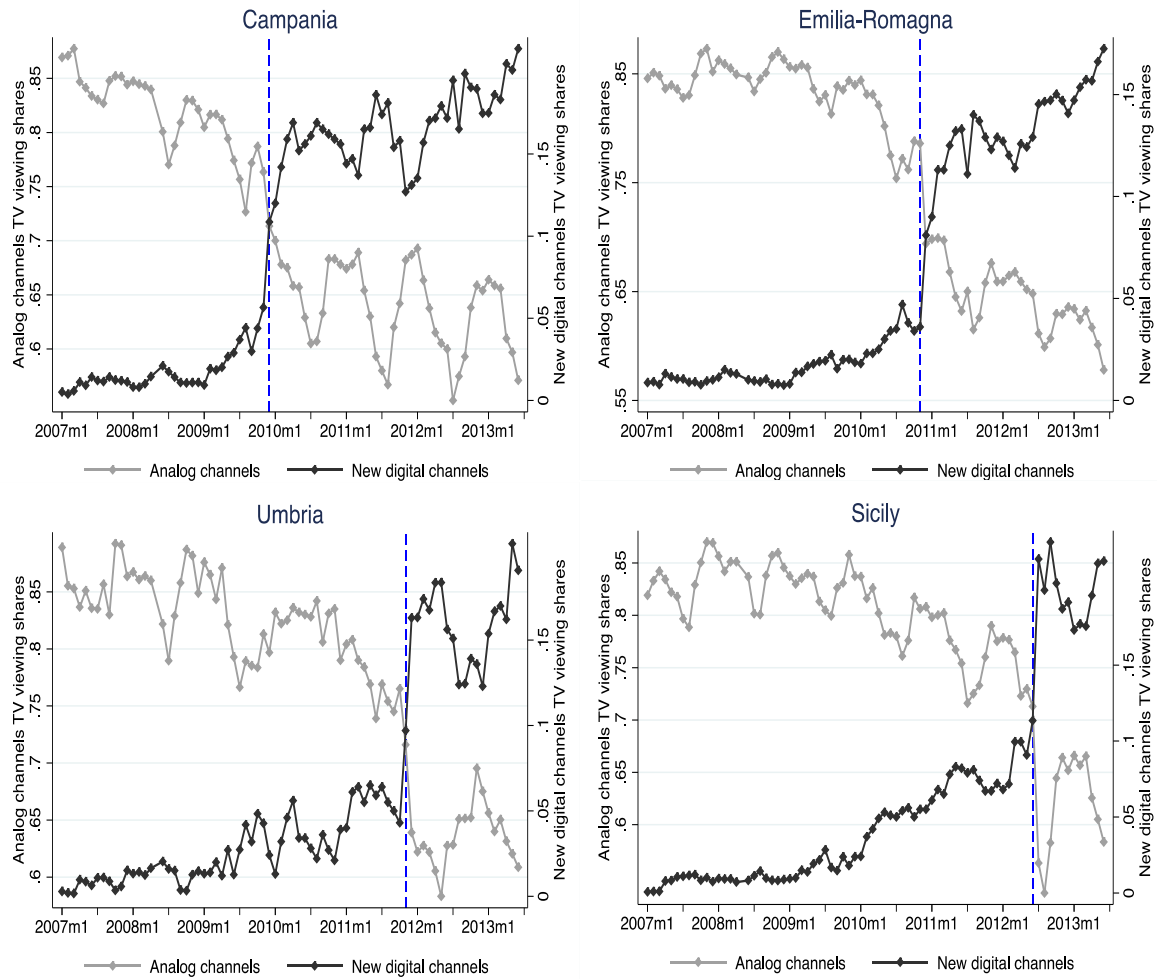 Campania
Analog channels TV viewing shares
.85
.8
.75
.7
.65
.6
New digital channels TV viewing shares
.15
.1
.05
0
2007m1 2008m1 2009m1 2010m1 2011m1 2012m1 2013m1
Analog channels New digital channels
Emilia-Romagna
Analog channels TV viewing shares
.85
.75
.65
.55
New digital channels TV viewing shares
.15
.1
.05
0
2007m1 2008m1 2009m1 2010m1 2011m1 2012m1 2013m1
Analog channels New digital channels
Umbria
Analog channels TV viewing shares
.85
.8
.75
.7
.65
.6
New digital channels TV viewing shares
.15
.1
.05
0
2007m1 2008m1 2009m1 2010m1 2011m1 2012m1 2013m1
Analog channels New digital channels
Sicily
Analog channels TV viewing shares
.85
.8
.75
.7
.65
.6
New digital channels TV viewing shares
.15
.1
.05
0
2007m1 2008m1 2009m1 2010m1 2011m1 2012m1 2013m1
Analog channels New digital channels